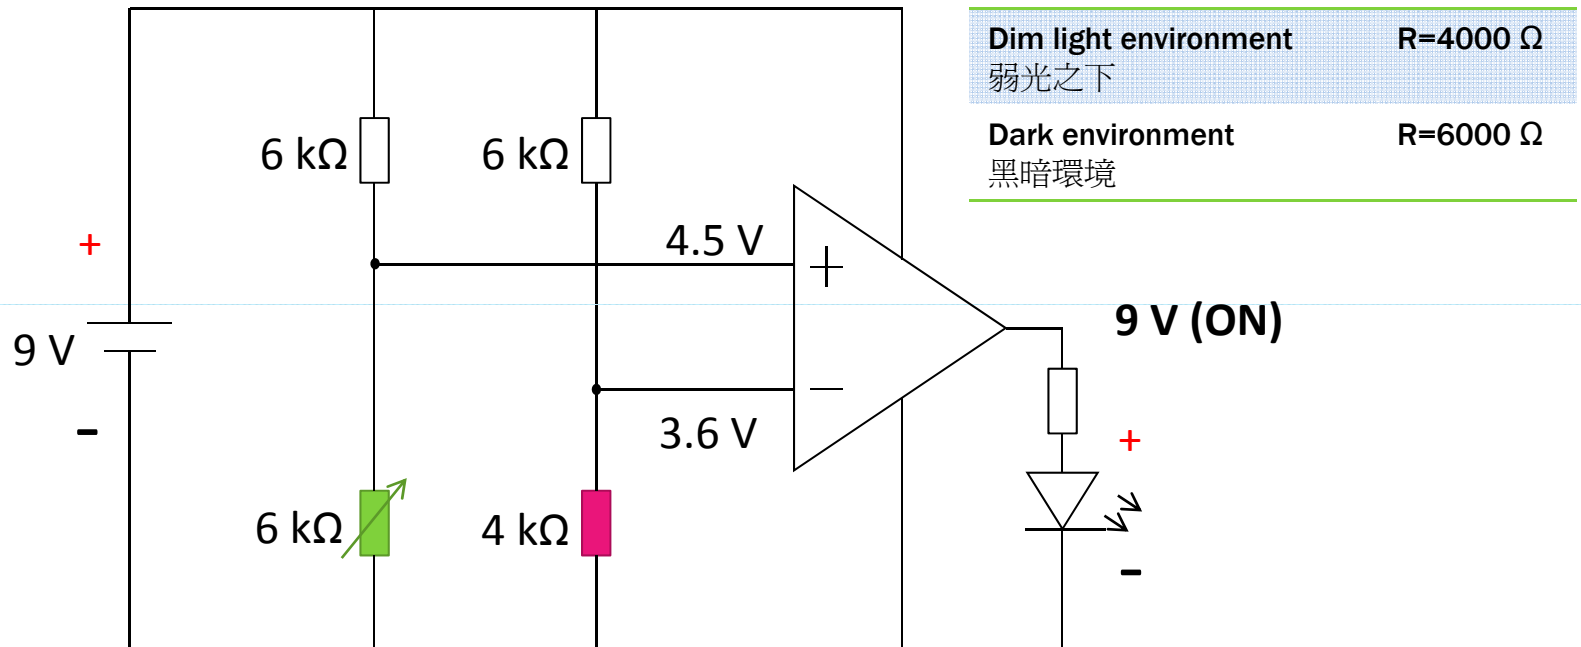 Dim light environment R=4000 Ω
弱光之下
Dark environment R=6000 Ω
黑暗環境
6 kΩ 6 kΩ
+ 4.5 V
+
9 V (ON)
9 V
−
- 3.6 V
+
6 kΩ 4 kΩ
-